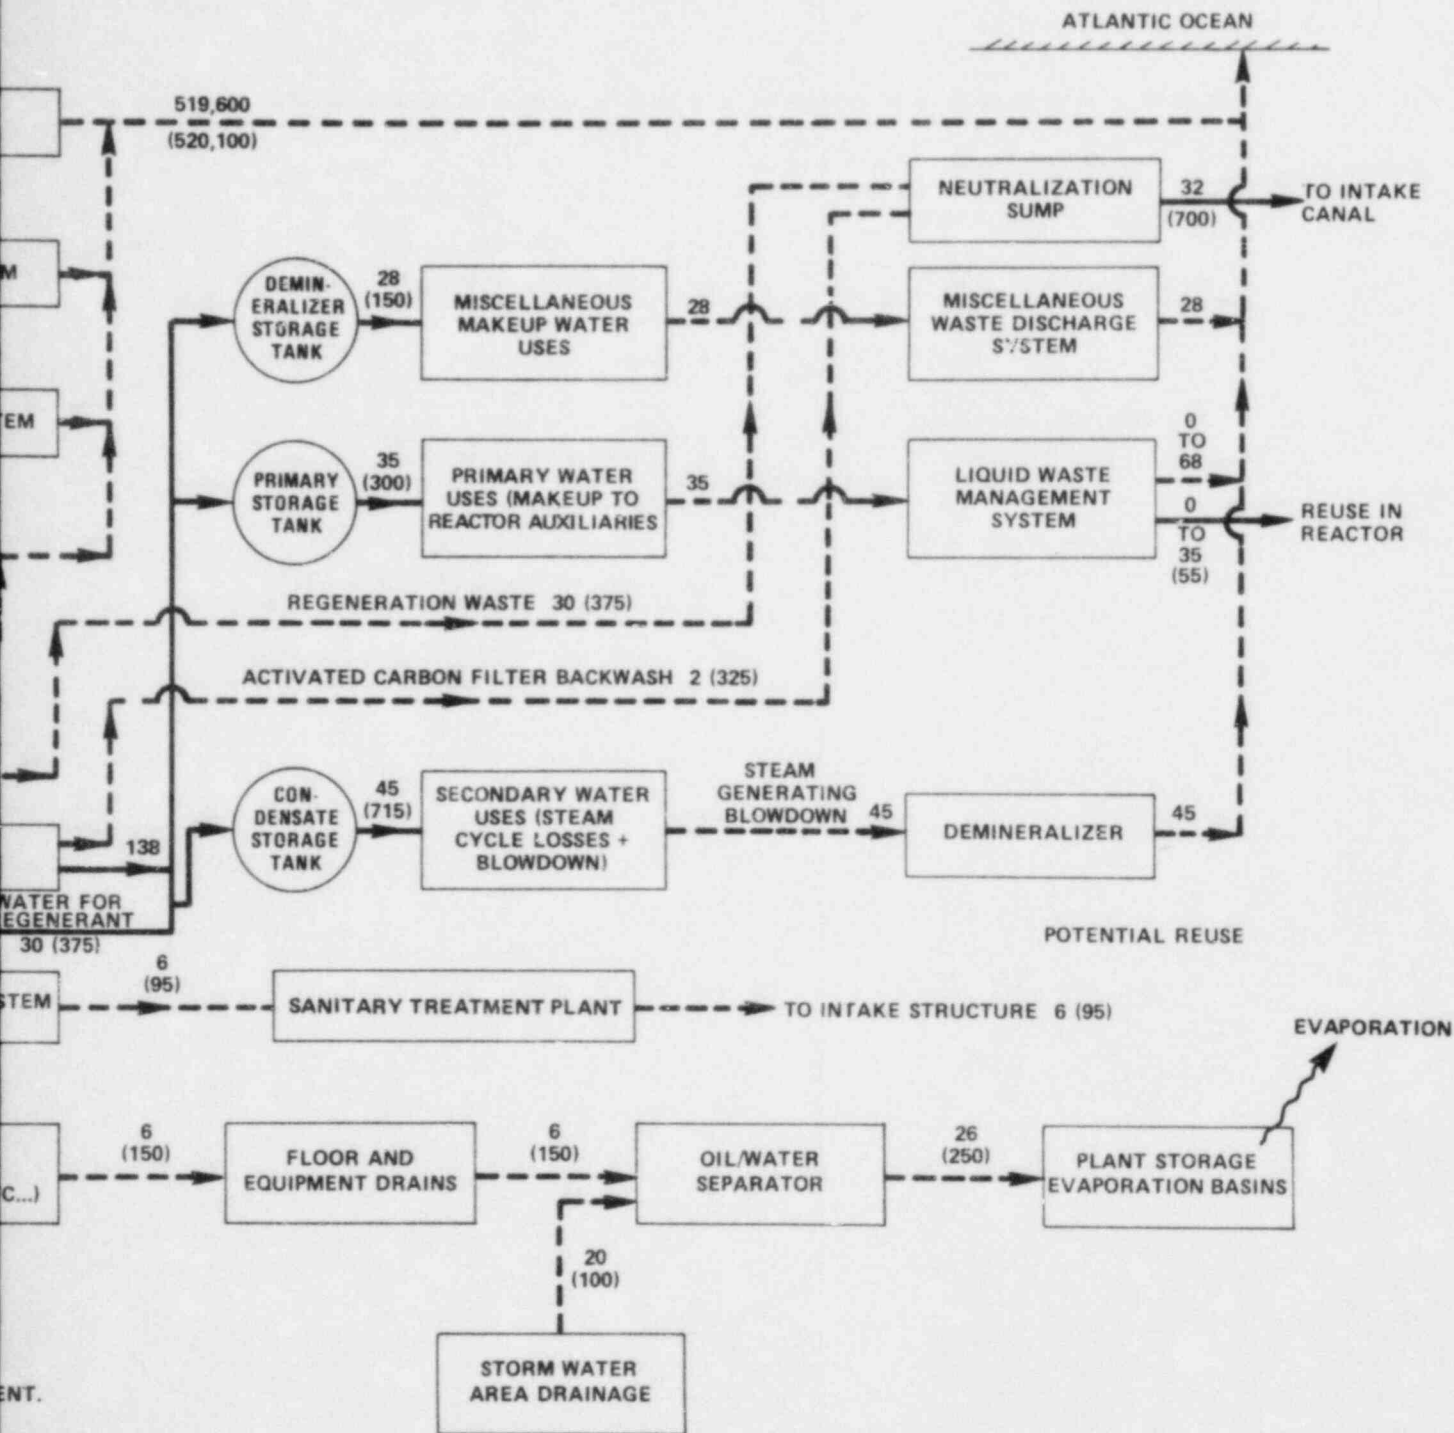 ATLANTIC OCEAN
519,600
(520,100)
NEUTRALIZATION
SUMP
32
(700)
TO INTAKE
CANAL
M
DEMIN-
ERALIZER
STORAGE
TANK
28
(150)
MISCELLANEOUS
MAKEUP WATER
USES
28
MISCELLANEOUS
WASTE DISCHARGE
SYSTEM
28
TEM
PRIMARY
STORAGE
TANK
35
(300)
PRIMARY WATER
USES (MAKEUP TO
REACTOR AUXILIARIES
35
LIQUID WASTE
MANAGEMENT
SYSTEM
0
TO
68
0
TO
35
(55)
REUSE IN
REACTOR
REGENERATION WASTE 30 (375)
ACTIVATED CARBON FILTER BACKWASH 2 (325)
138
CON-
DENSATE
STORAGE
TANK
45
(715)
SECONDARY WATER
USES (STEAM
CYCLE LOSSES +
BLOWDOWN)
STEAM
GENERATING
BLOWDOWN 45
DEMINERALIZER
45
WATER FOR
EGENERANT
30 (375)
POTENTIAL REUSE
STEM
6
(95)
SANITARY TREATMENT PLANT
TO INTAKE STRUCTURE 6 (95)
EVAPORATION
C...)
6
(150)
FLOOR AND
EQUIPMENT DRAINS
6
(150)
OIL/WATER
SEPARATOR
26
(250)
PLANT STORAGE
EVAPORATION BASINS
20
(100)
STORM WATER
AREA DRAINAGE
ENT.